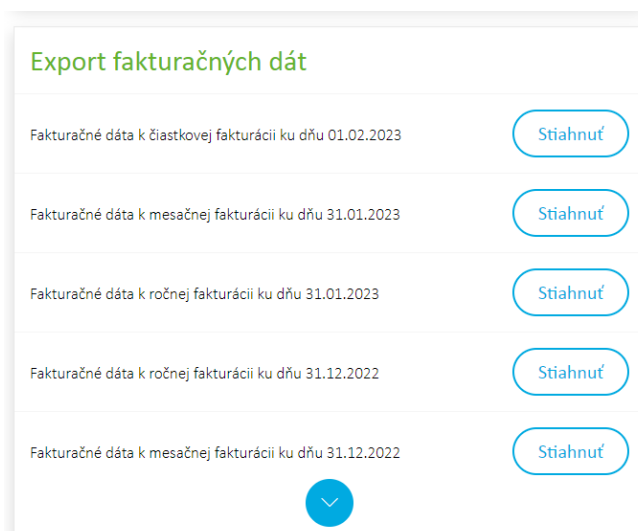 Export fakturačných dát
Fakturačné dáta k čiastkovej fakturácii ku dňu 01.02.2023 Stiahnuť
Fakturačné dáta k mesačnej fakturácii ku dňu 31.01.2023 Stiahnuť
Fakturačné dáta k ročnej fakturácii ku dňu 31.01.2023 Stiahnuť
Fakturačné dáta k ročnej fakturácii ku dňu 31.12.2022 Stiahnuť
Fakturačné dáta k mesačnej fakturácii ku dňu 31.12.2022 Stiahnuť